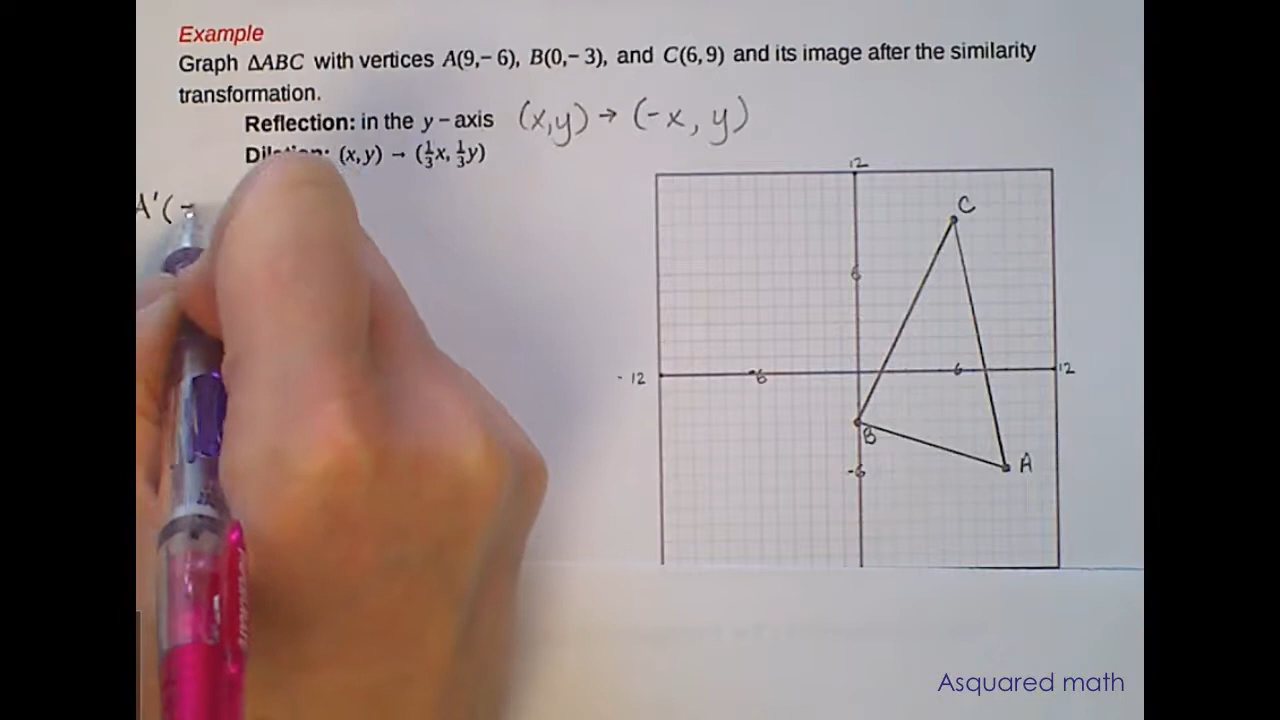 Example
Graph ΔABC with vertices A(9,– 6), B(0,– 3), and C(6,9) and its image after the similarity
transformation.
Reflection: in the y – axis (x,y) → (-x, y)
(x,y) → (⅓x, ⅓y)
A'(-
12
C
6
- 12 -6 6 12
B
-6 A
Asquared math